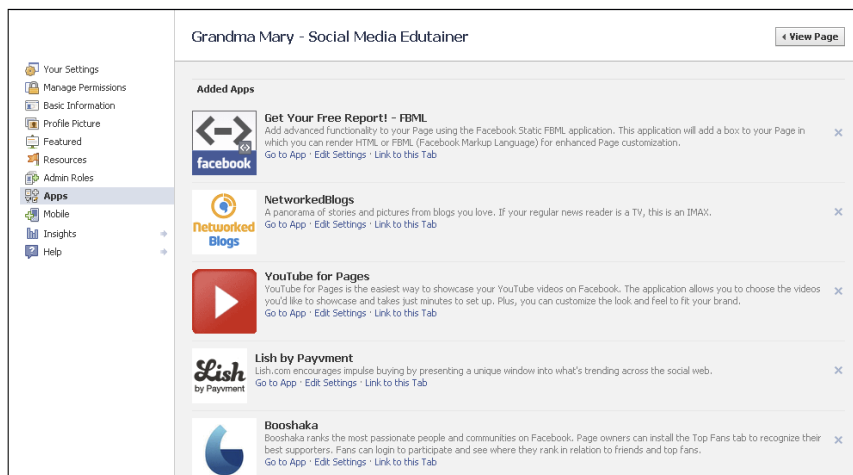 Grandma Mary - Social Media Edutainer
View Page
Your Settings
Manage Permissions
Basic Information
Profile Picture
Featured
Resources
Admin Roles
Apps
Mobile
Insights
Help
Added Apps
facebook
Get Your Free Report! - FBML
Add advanced functionality to your Page using the Facebook Static FBML application. This application will add a box to your Page in
which you can render HTML or FBML (Facebook Markup Language) for enhanced Page customization.
Go to App · Edit Settings · Link to this Tab
Networked
Blogs
NetworkedBlogs
A panorama of stories and pictures from blogs you love. If your regular news reader is a TV, this is an IMAX.
Go to App · Edit Settings · Link to this Tab
YouTube for Pages
YouTube for Pages is the easiest way to showcase your YouTube videos on Facebook. The application allows you to choose the videos
you'd like to showcase and takes just minutes to set up. Plus, you can customize the look and feel to fit your brand.
Go to App · Edit Settings · Link to this Tab
Lish
by Payvment
Lish by Payvment
Lish.com encourages impulse buying by presenting a unique window into what's trending across the social web.
Go to App · Edit Settings · Link to this Tab
Booshaka
Booshaka ranks the most passionate people and communities on Facebook. Page owners can install the Top Fans tab to recognize their
best supporters. Fans can login to participate and see where they rank in relation to friends and top fans.
Go to App · Edit Settings · Link to this Tab